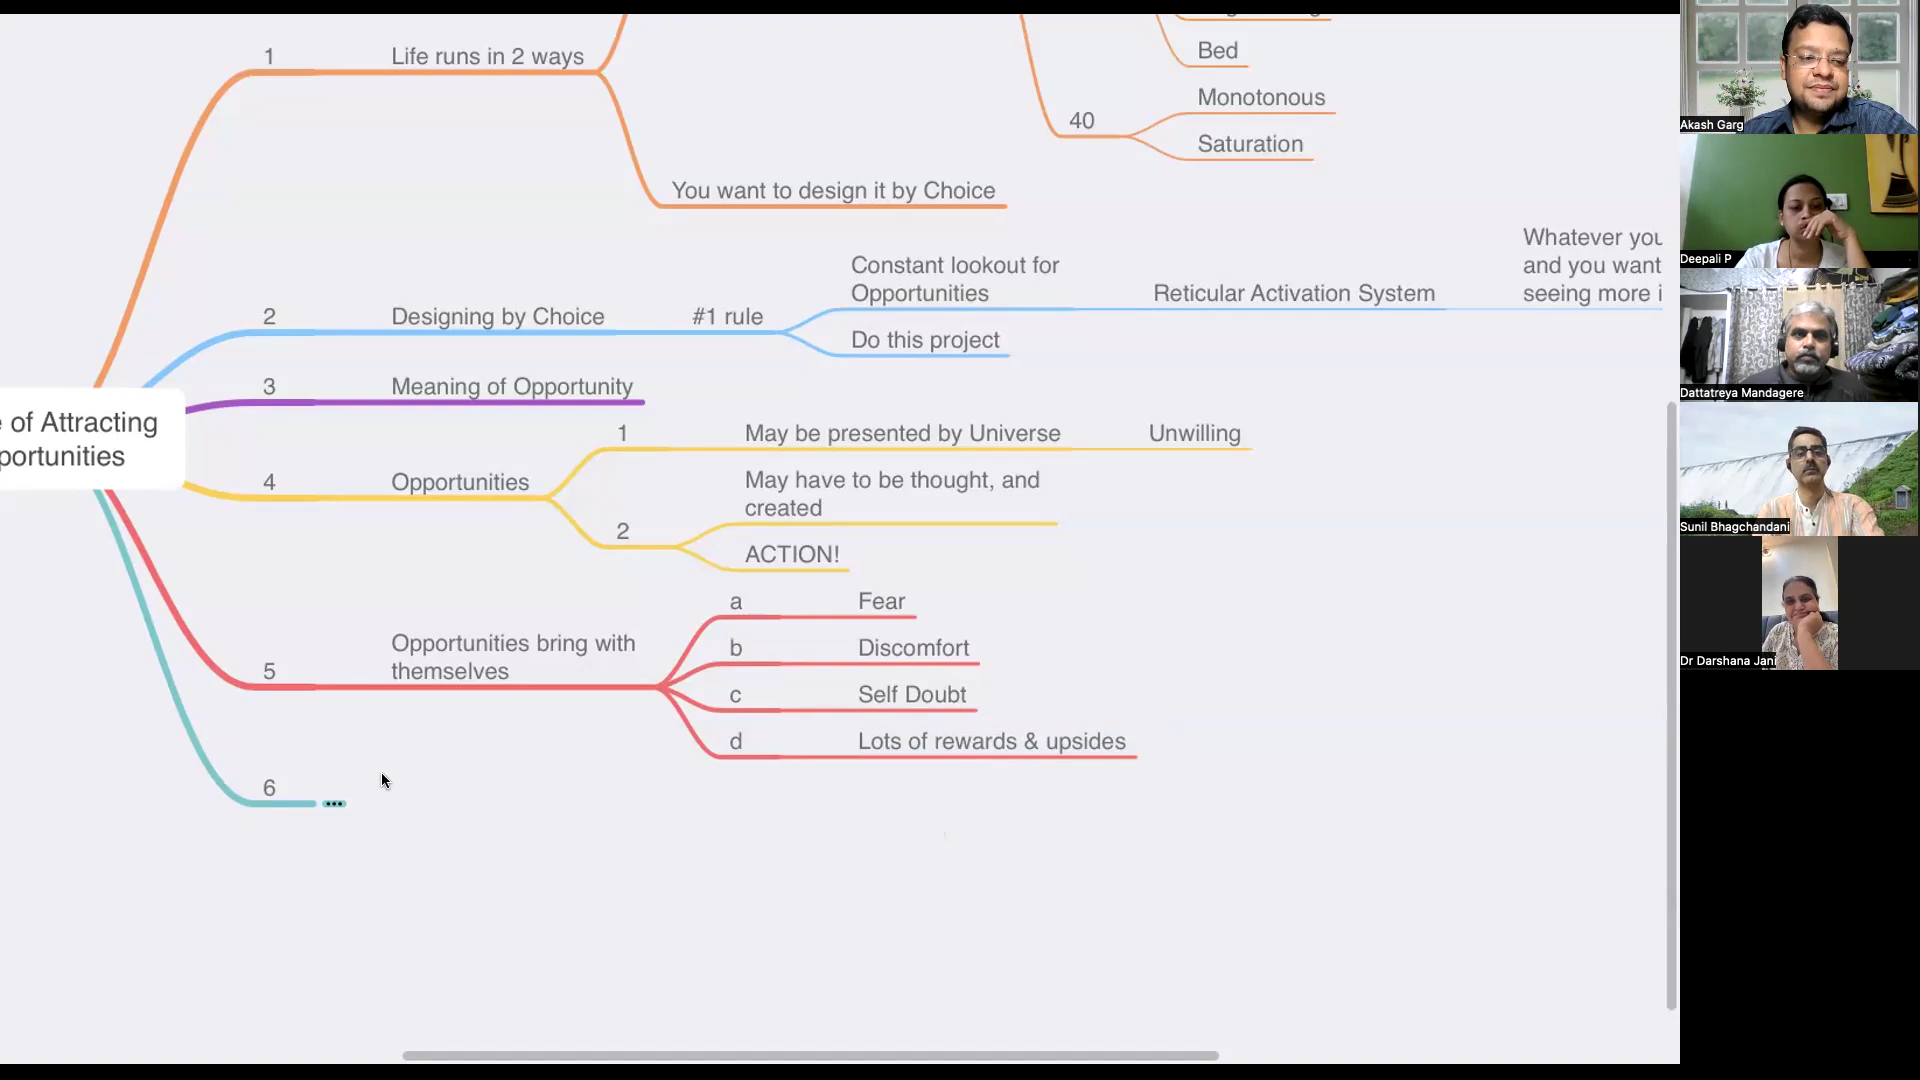 Bed
1 Life runs in 2 ways
Monotonous
40
Saturation
You want to design it by Choice
Whatever you
and you want
seeing more i
Constant lookout for
Opportunities
Reticular Activation System
2 Designing by Choice #1 rule
Do this project
3 Meaning of Opportunity
e of Attracting
portunities
1 May be presented by Universe Unwilling
4 Opportunities
May have to be thought, and
created
2
ACTION!
a Fear
Opportunities bring with
themselves
5
b Discomfort
c Self Doubt
d Lots of rewards & upsides
6
Akash Garg
Deepali P
Dattatreya Mandagere
Sunil Bhagchandani
Dr Darshana Jani